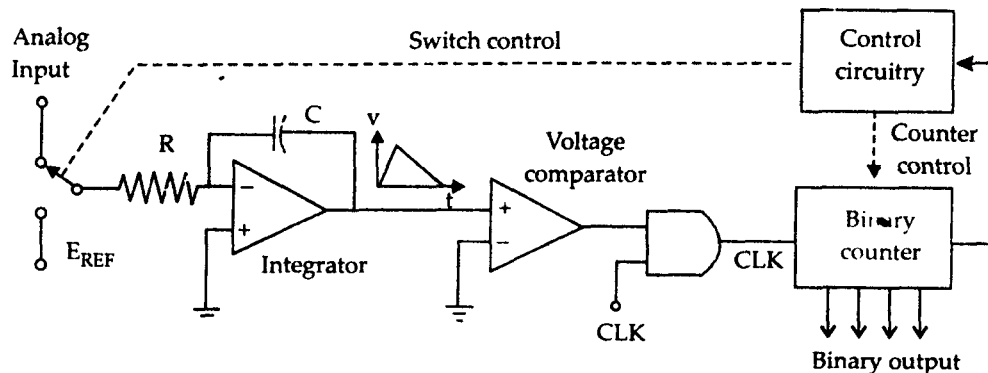 Analog
Input
Switch control
Control
circuitry
Counter
control
R
C
v
t
Voltage
comparator
−
+
Integrator
+
−
E_REF
CLK
CLK
Binary
counter
Binary output